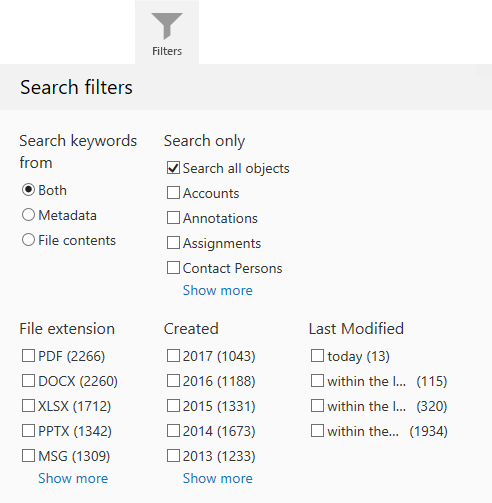 Filters
Search filters
Search keywords from
Both
Metadata
File contents
Search only
Search all objects
Accounts
Annotations
Assignments
Contact Persons
Show more
File extension
PDF (2266)
DOCX (2260)
XLSX (1712)
PPTX (1342)
MSG (1309)
Show more
Created
2017 (1043)
2016 (1188)
2015 (1331)
2014 (1673)
2013 (1233)
Show more
Last Modified
today (13)
within the l... (115)
within the l... (320)
within the... (1934)